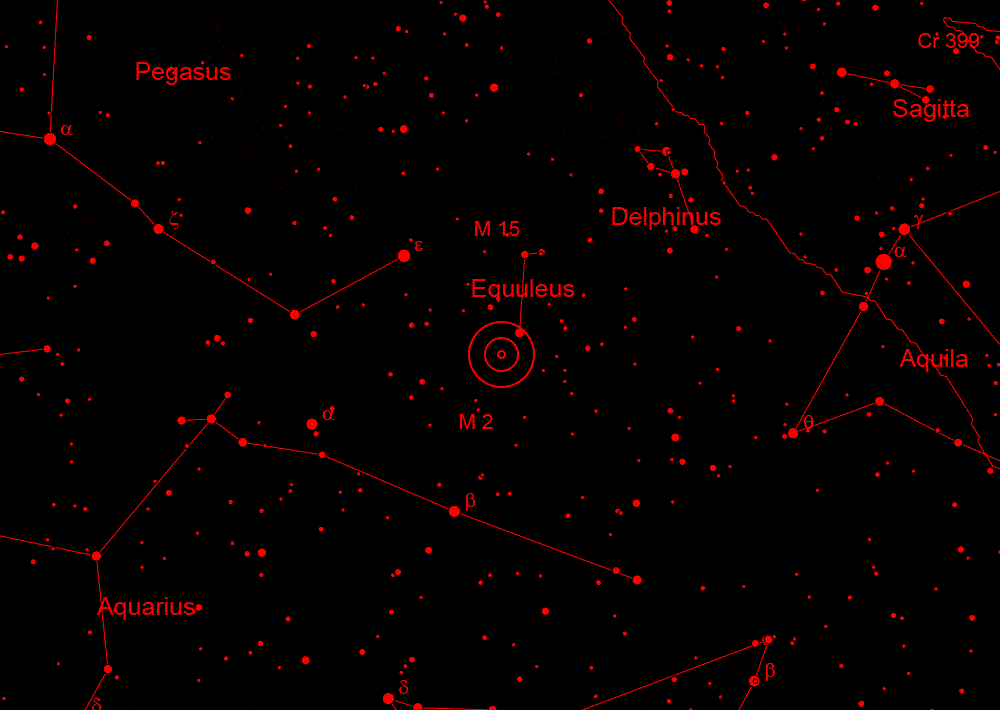 Cr 399
Pegasus
Sagitta
α
ζ
Delphinus
γ
M 15
ε
α
Equuleus
Aquila
α
M 2
θ
β
Aquarius
β
δ
δ